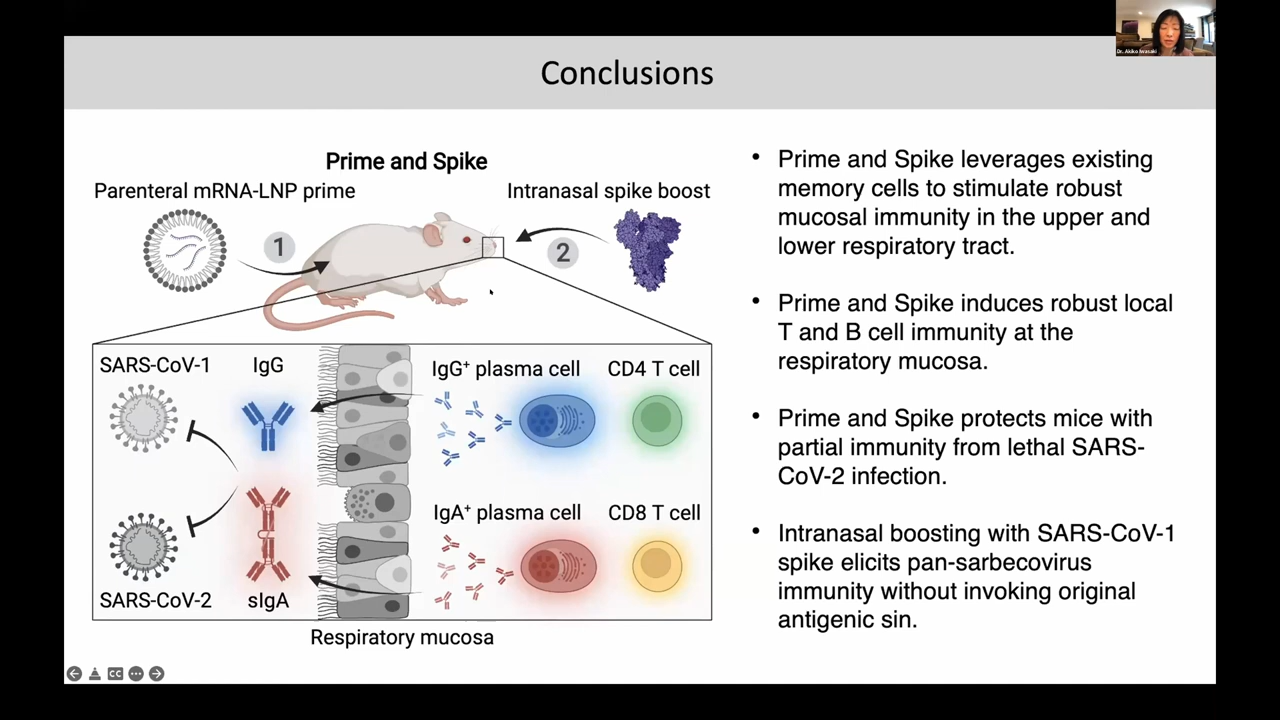 Dr. Akiko Iwasaki
Conclusions
Prime and Spike
Parenteral mRNA-LNP prime
Intranasal spike boost
1
2
SARS-CoV-1
IgG
IgG⁺ plasma cell
CD4 T cell
IgA⁺ plasma cell
CD8 T cell
SARS-CoV-2
sIgA
Respiratory mucosa
• Prime and Spike leverages existing
memory cells to stimulate robust
mucosal immunity in the upper and
lower respiratory tract.
• Prime and Spike induces robust local
T and B cell immunity at the
respiratory mucosa.
• Prime and Spike protects mice with
partial immunity from lethal SARS-
CoV-2 infection.
• Intranasal boosting with SARS-CoV-1
spike elicits pan-sarbecovirus
immunity without invoking original
antigenic sin.
CC